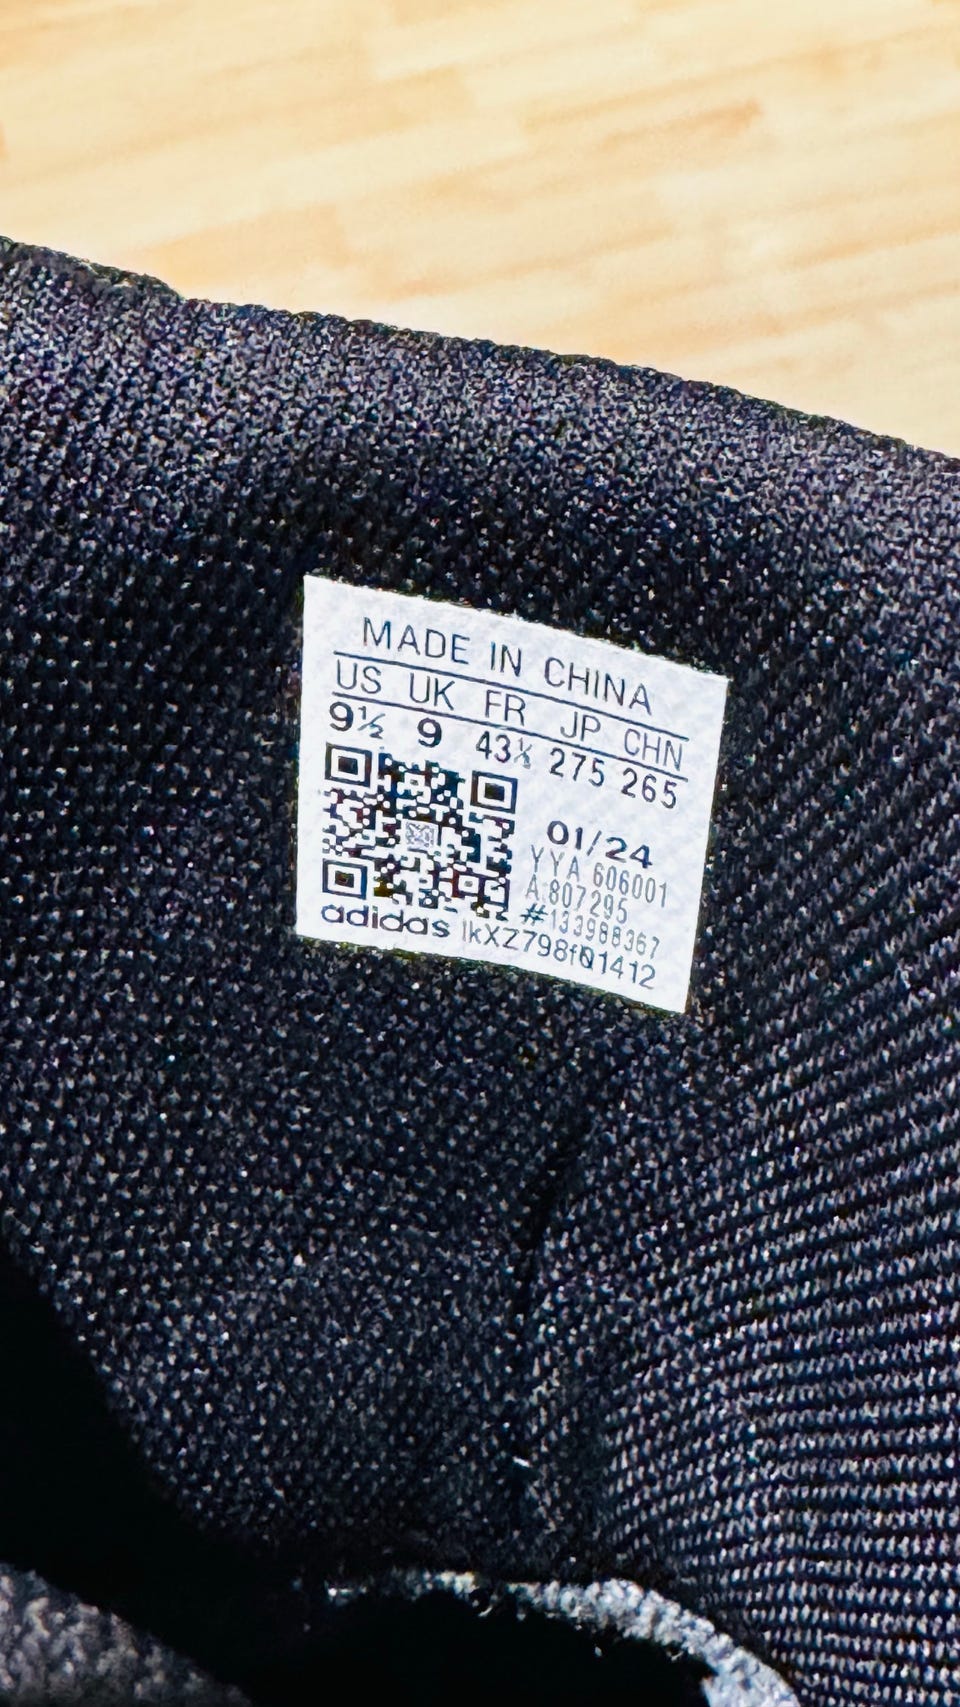 MADE IN CHINA
US UK FR JP CHN
9½ 9 43⅓ 275 265
01/24
YYA 606001
A:807295
#133988367
adidas IkXZ798fQ1412